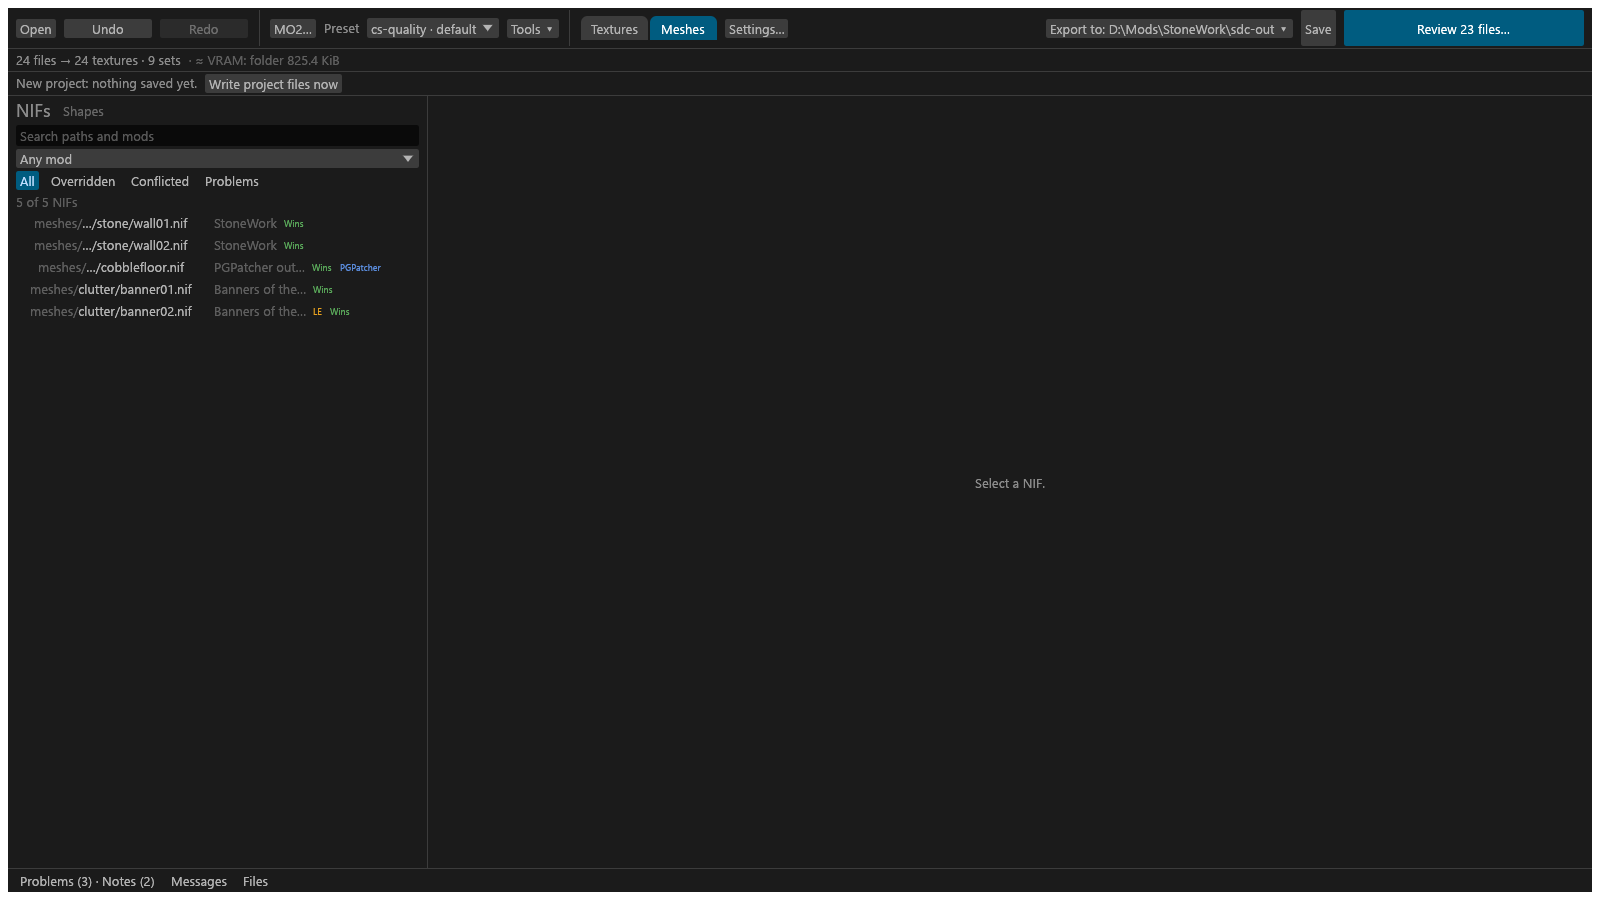 Open Undo Redo MO2... Preset cs-quality · default Tools Textures Meshes Settings... Export to: D:\Mods\StoneWork\sdc-out Save Review 23 files...
24 files → 24 textures · 9 sets · ≈ VRAM: folder 825.4 KiB
New project: nothing saved yet. Write project files now
NIFs Shapes
Search paths and mods
Any mod
All Overridden Conflicted Problems
5 of 5 NIFs
meshes/.../stone/wall01.nif StoneWork Wins
meshes/.../stone/wall02.nif StoneWork Wins
meshes/.../cobblefloor.nif PGPatcher out... Wins PGPatcher
meshes/clutter/banner01.nif Banners of the... Wins
meshes/clutter/banner02.nif Banners of the... LE Wins
Select a NIF.
Problems (3) · Notes (2) Messages Files